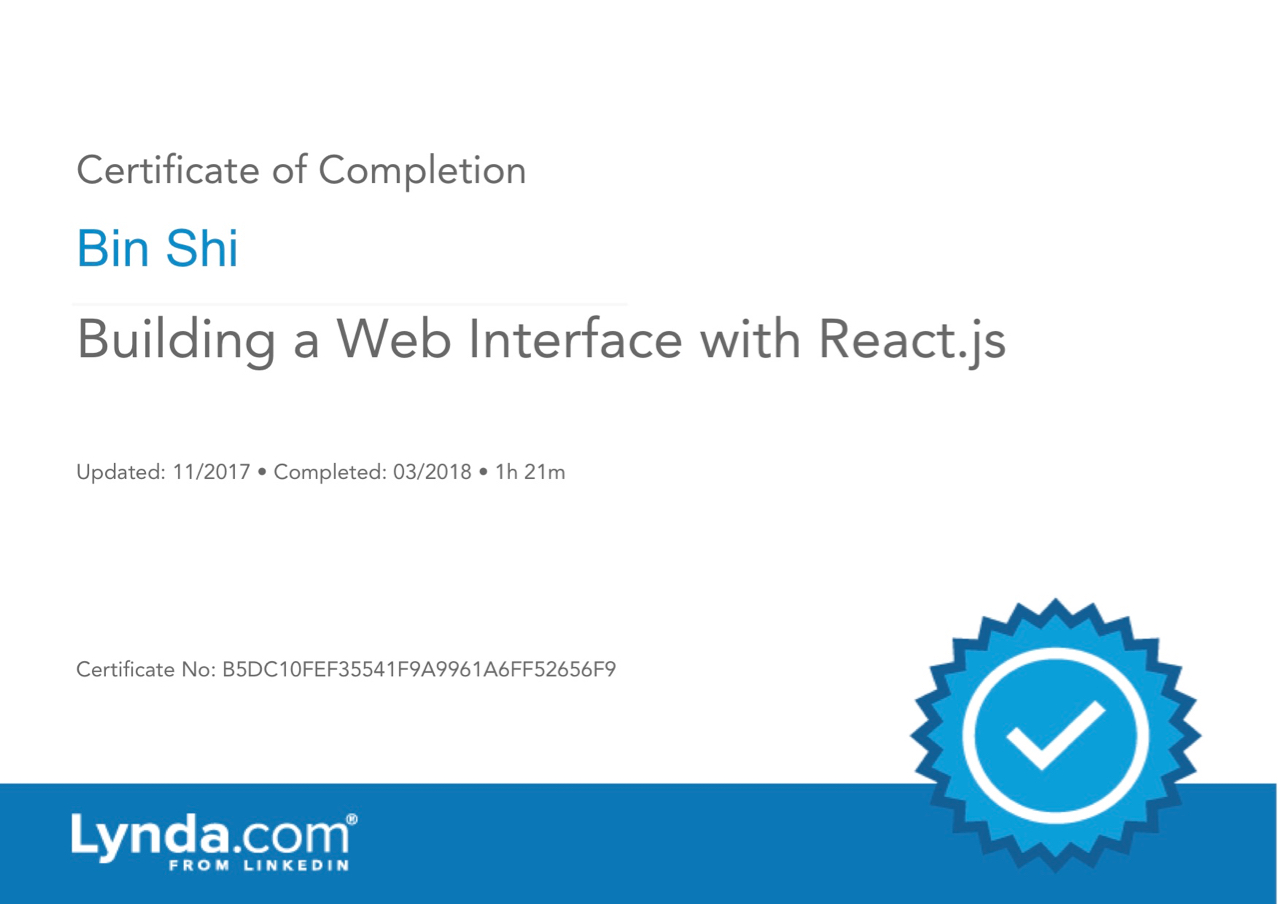 Certificate of Completion
Bin Shi
Building a Web Interface with React.js
Updated: 11/2017 • Completed: 03/2018 • 1h 21m
Certificate No: B5DC10FEF35541F9A9961A6FF52656F9
Lynda.com®
FROM LINKEDIN